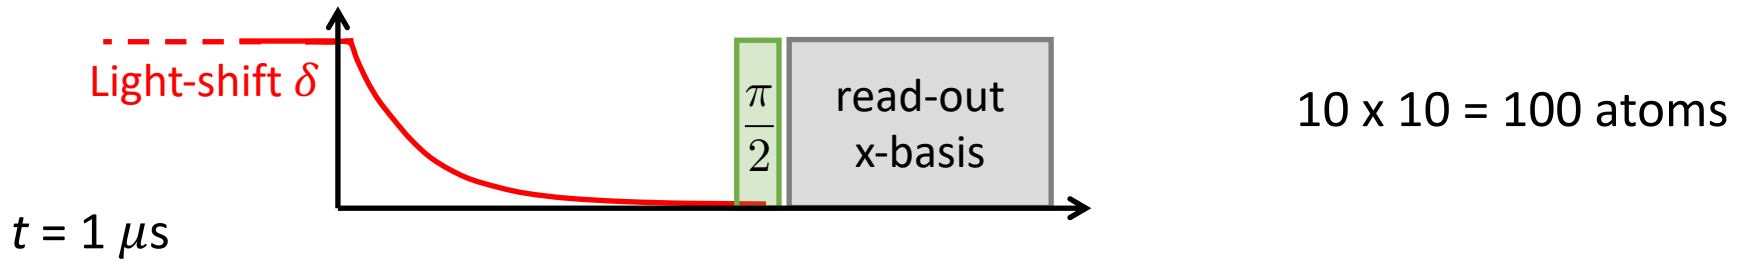 Light-shift δ
π
2
read-out
x-basis
10 x 10 = 100 atoms
t = 1 μs